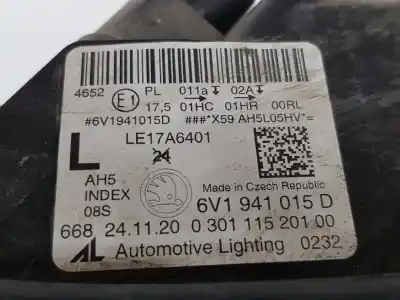 4652 E1 PL 011a 02A
17,5 01HC 01HR 00RL
#6V1941015D ###*X59 AH5L05HV*=
L LE17A6401
24
AH5
INDEX
08S
Made in Czech Republic
6V1 941 015 D
668 24.11.20 0 301 115 201 00
AL Automotive Lighting 0232